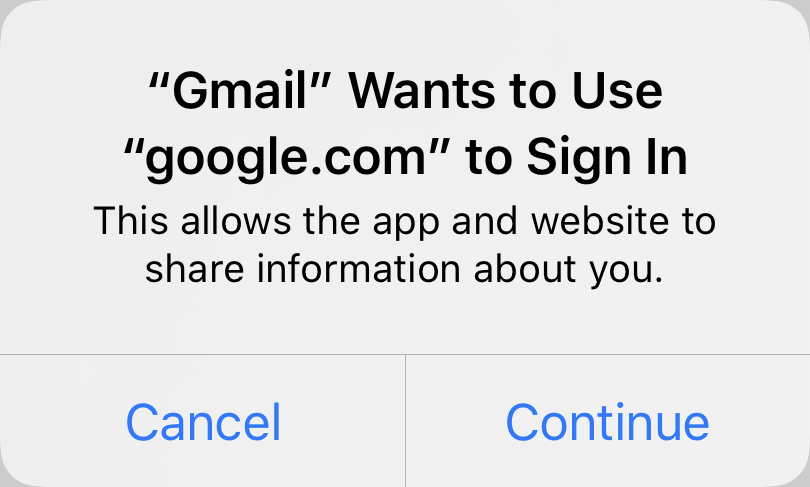 “Gmail” Wants to Use
“google.com” to Sign In
This allows the app and website to
share information about you.
Cancel
Continue